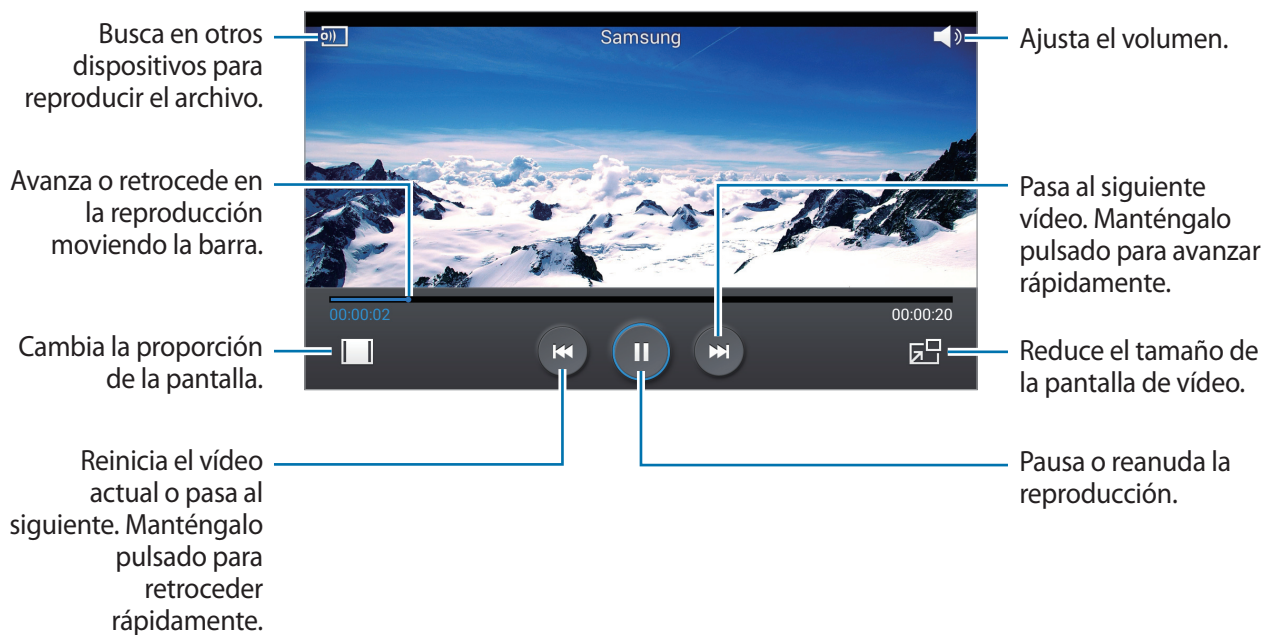 Busca en otros
dispositivos para
reproducir el archivo.
Samsung
Ajusta el volumen.
Avanza o retrocede en
la reproducción
moviendo la barra.
Pasa al siguiente
vídeo. Manténgalo
pulsado para avanzar
rápidamente.
00:00:02
00:00:20
Cambia la proporción
de la pantalla.
Reduce el tamaño de
la pantalla de vídeo.
Reinicia el vídeo
actual o pasa al
siguiente. Manténgalo
pulsado para
retroceder
rápidamente.
Pausa o reanuda la
reproducción.